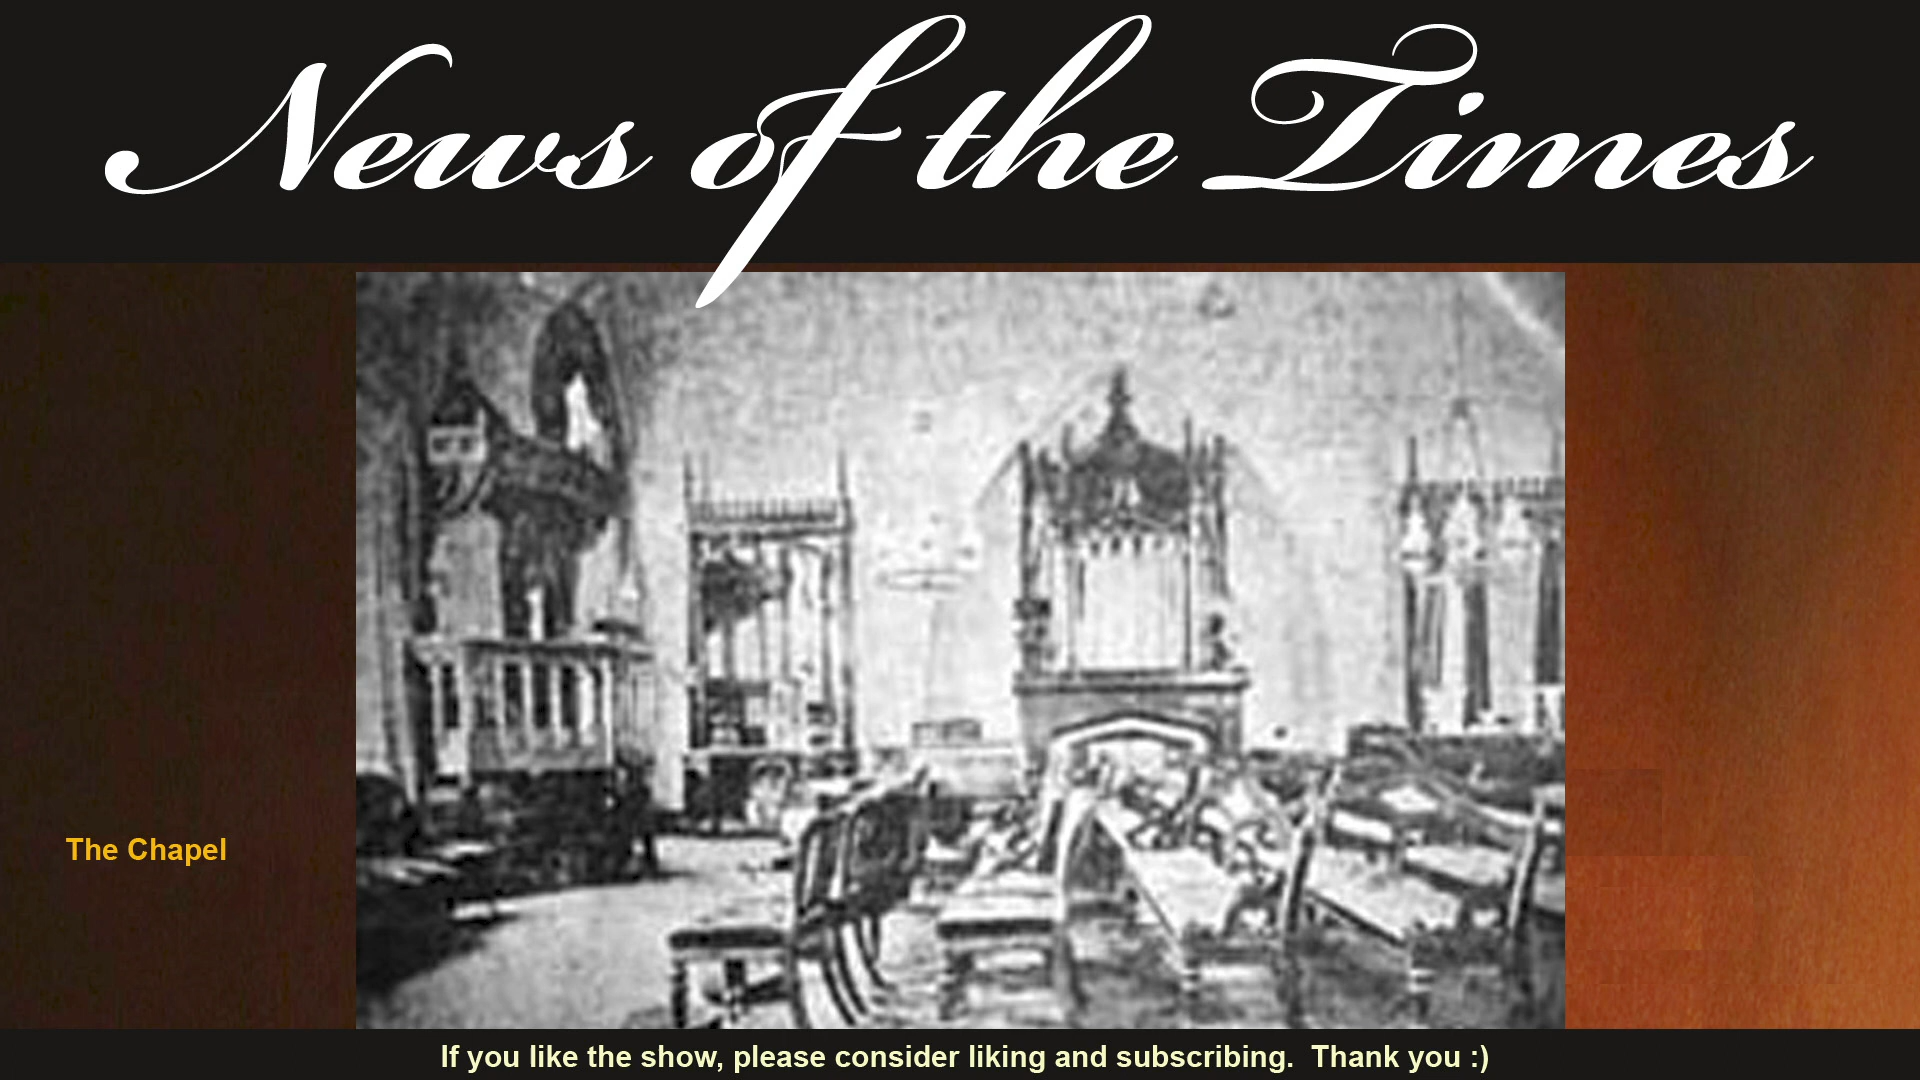 News of the Times
The Chapel
If you like the show, please consider liking and subscribing.  Thank you :)